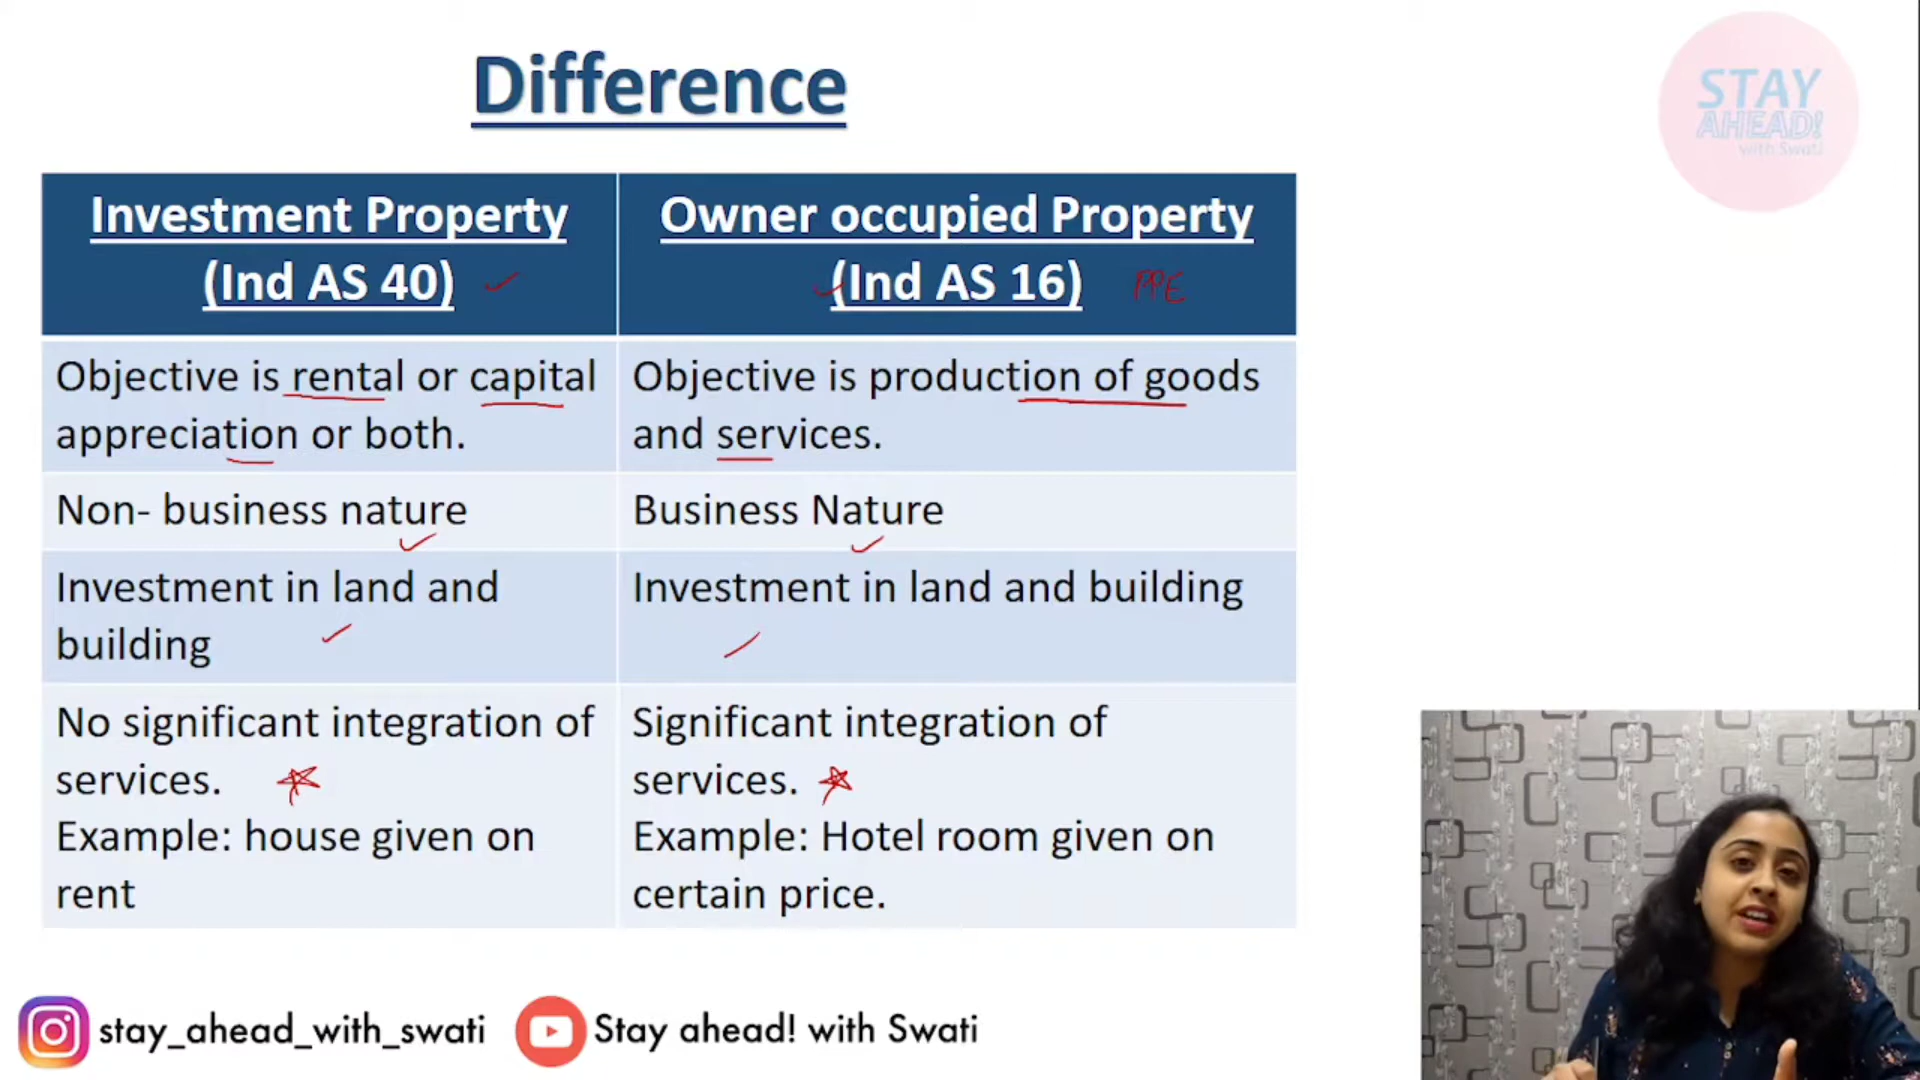 Difference
STAY
AHEAD!
with Swati
Investment Property
(Ind AS 40)
Owner occupied Property
(Ind AS 16)
PPE
Objective is rental or capital
appreciation or both.
Objective is production of goods
and services.
Non- business nature
Business Nature
Investment in land and
building
Investment in land and building
No significant integration of
services.
Example: house given on
rent
Significant integration of
services.
Example: Hotel room given on
certain price.
stay_ahead_with_swati
Stay ahead! with Swati